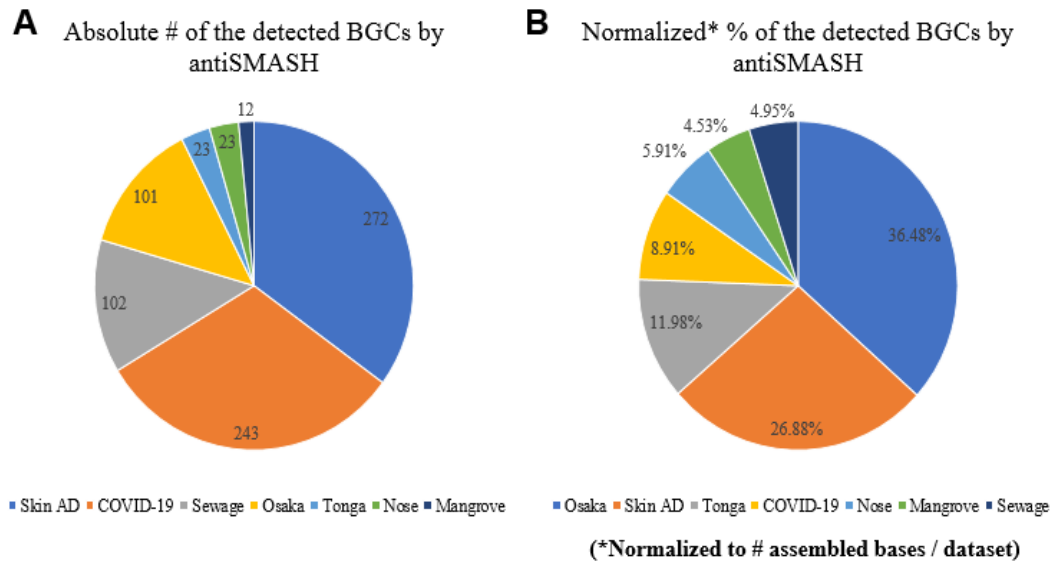 A
Absolute # of the detected BGCs by
antiSMASH
12
23
23
101
272
102
243
Skin AD COVID-19 Sewage Osaka Tonga Nose Mangrove
B
Normalized* % of the detected BGCs by
antiSMASH
4.95%
4.53%
5.91%
36.48%
8.91%
11.98%
26.88%
Osaka Skin AD Tonga COVID-19 Nose Mangrove Sewage
(*Normalized to # assembled bases / dataset)